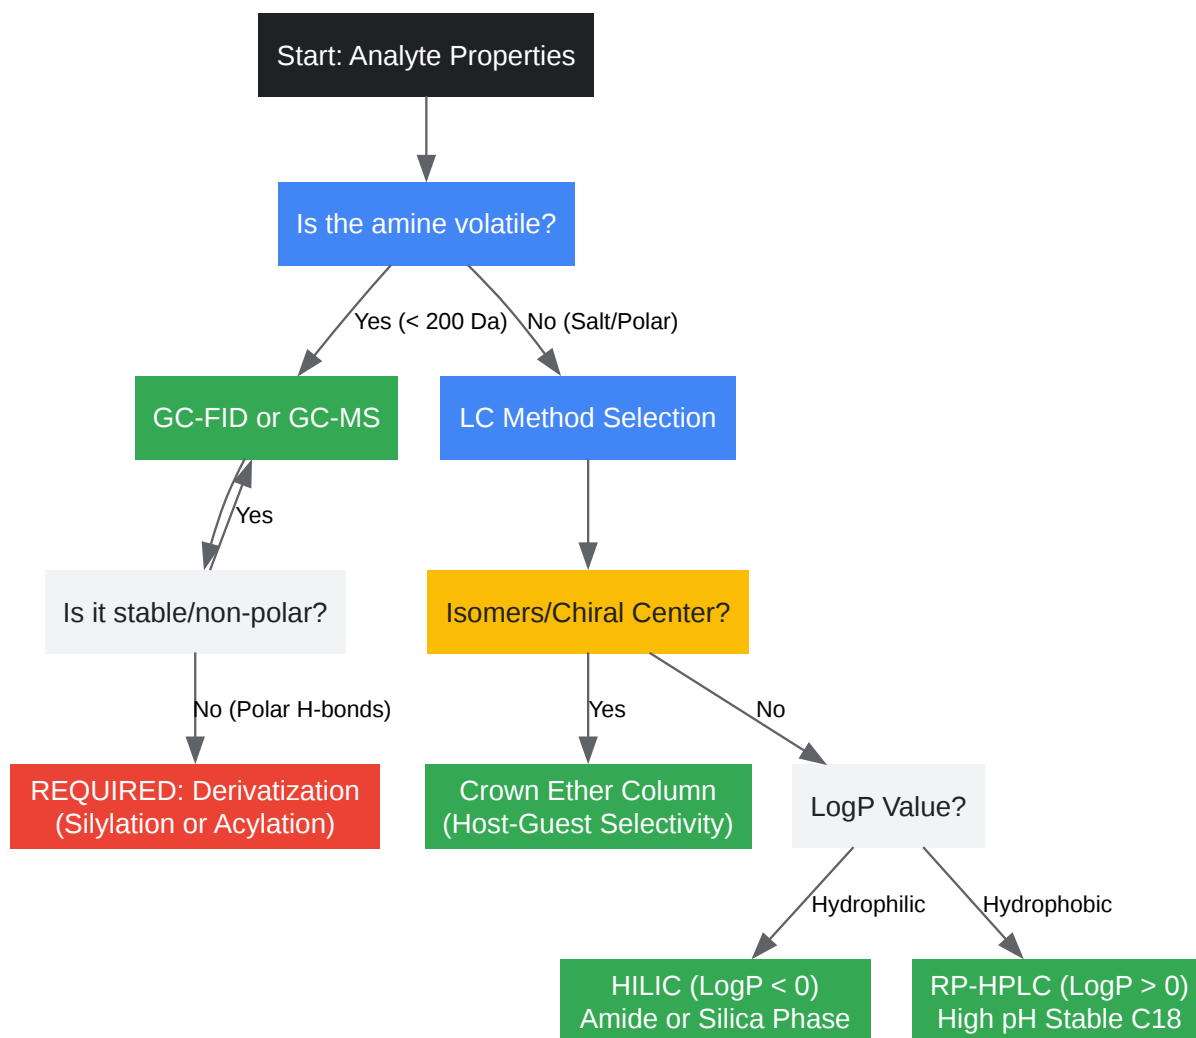 Start: Analyte Properties
Is the amine volatile?
Yes (< 200 Da)
No (Salt/Polar)
GC-FID or GC-MS
LC Method Selection
Yes
Is it stable/non-polar?
Isomers/Chiral Center?
No (Polar H-bonds)
Yes
No
REQUIRED: Derivatization
(Silylation or Acylation)
Crown Ether Column
(Host-Guest Selectivity)
LogP Value?
Hydrophilic
Hydrophobic
HILIC (LogP < 0)
Amide or Silica Phase
RP-HPLC (LogP > 0)
High pH Stable C18